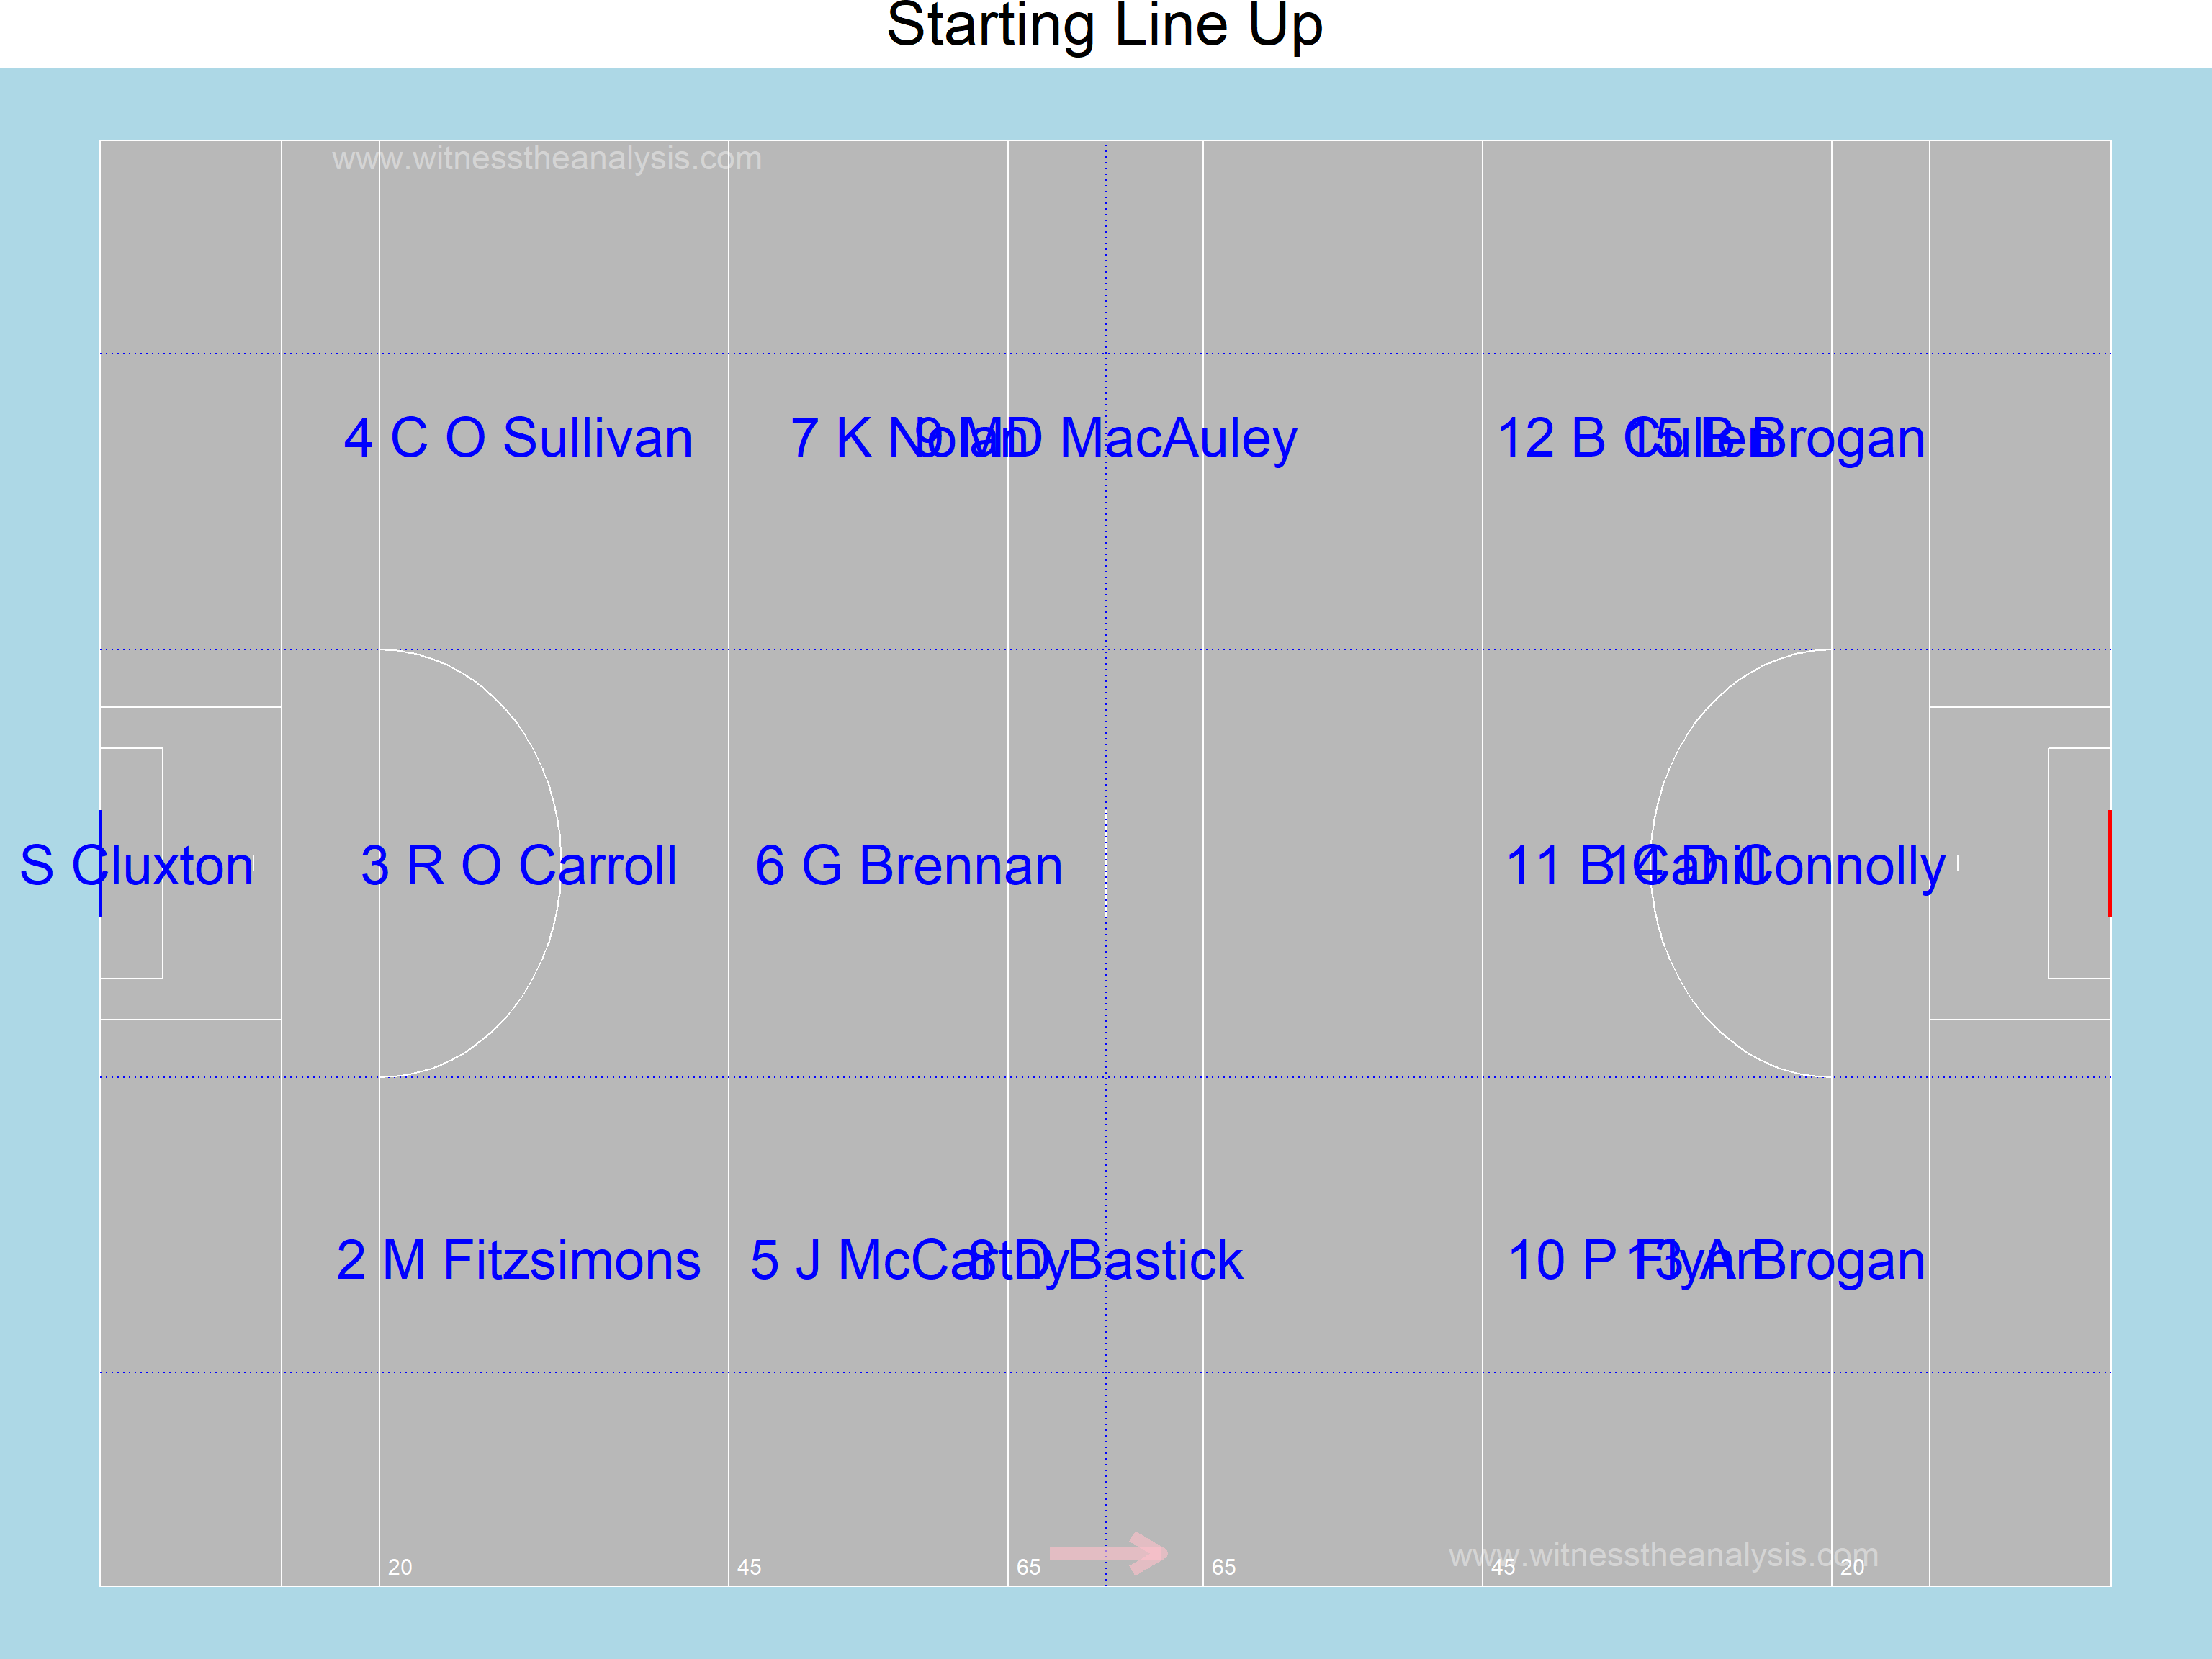 Starting Line Up
www.witnesstheanalysis.com
4 C O Sullivan
7 K Nolan
9 MD MacAuley
12 B Cullen
15 B Brogan
S Cluxton
3 R O Carroll
6 G Brennan
11 B Cahill
14 D Connolly
2 M Fitzsimons
5 J McCarthy
8 D Bastick
10 P Flynn
13 A Brogan
www.witnesstheanalysis.com
20
45
65
65
45
20